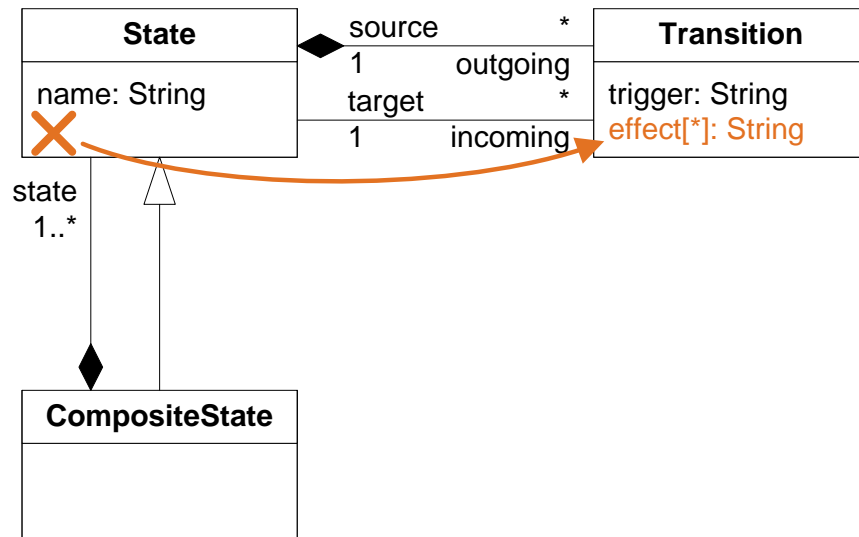 State
name: String
source *
1 outgoing
target *
1 incoming
Transition
trigger: String
effect[*]: String
state
1..*
CompositeState